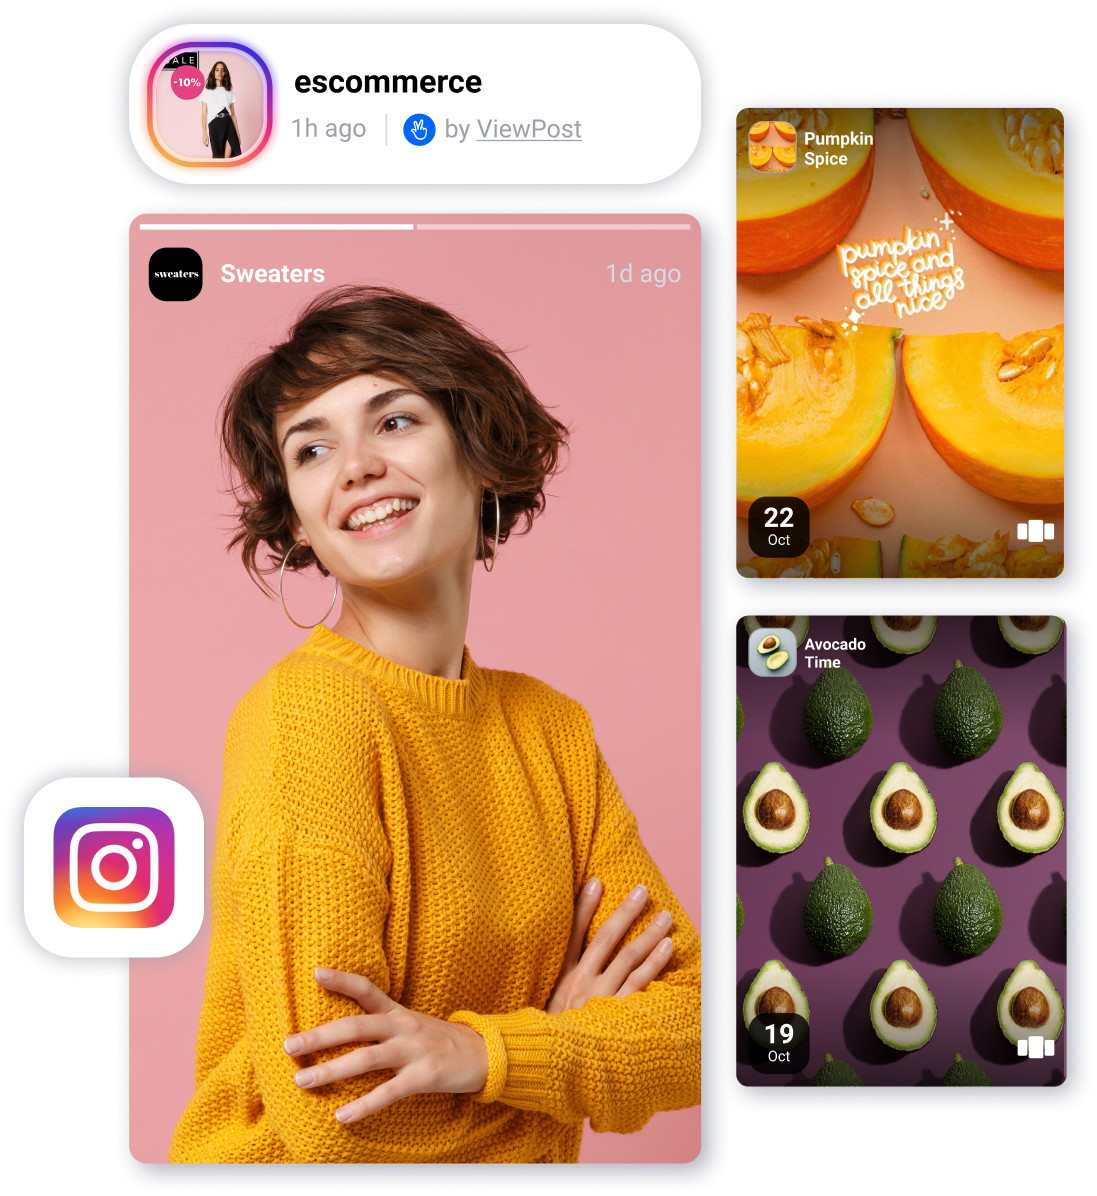 ALE
-10%
escommerce
1h ago
by ViewPost
sweaters
Sweaters
1d ago
Pumpkin
Spice
pumpkin
spice and
all things
nice
22
Oct
Avocado
Time
19
Oct